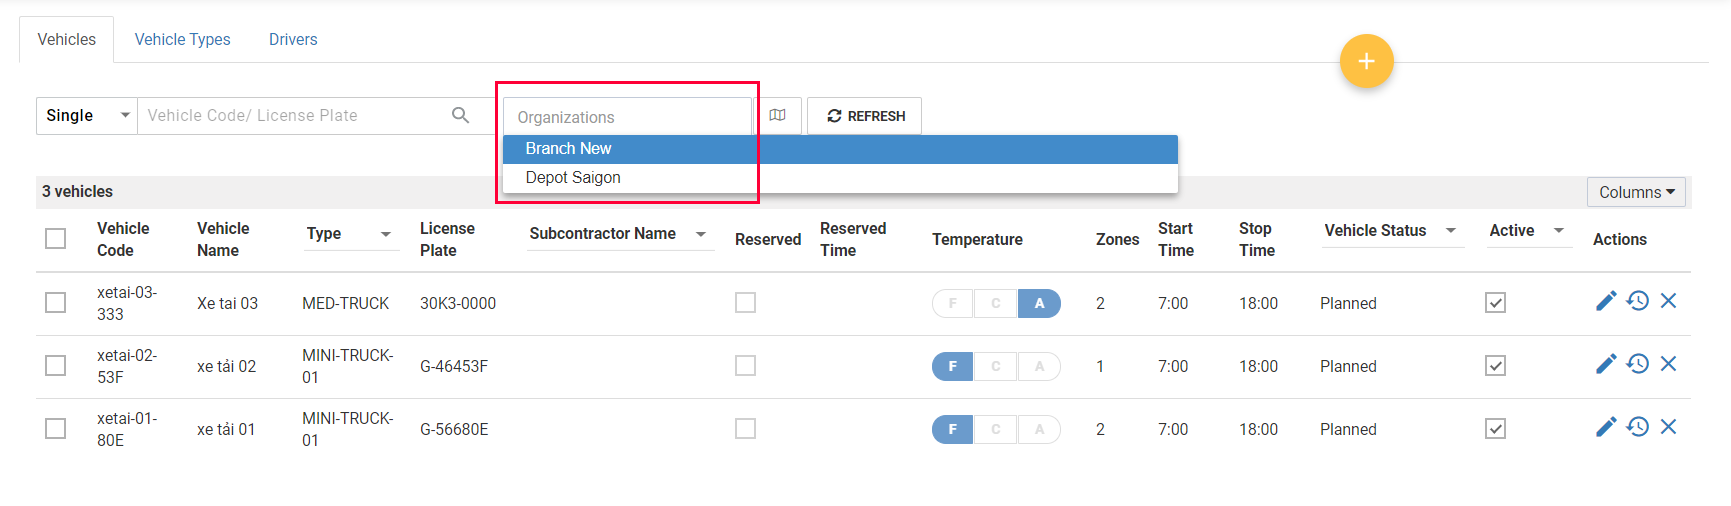 Vehicles Vehicle Types Drivers
+
Single Vehicle Code/ License Plate Organizations REFRESH
Branch New
Depot Saigon
3 vehicles Columns
Vehicle Code Vehicle Name Type License Plate Subcontractor Name Reserved Reserved Time Temperature Zones Start Time Stop Time Vehicle Status Active Actions
xetai-03-333 Xe tai 03 MED-TRUCK 30K3-0000 F C A 2 7:00 18:00 Planned
xetai-02-53F xe tải 02 MINI-TRUCK-01 G-46453F F C A 1 7:00 18:00 Planned
xetai-01-80E xe tải 01 MINI-TRUCK-01 G-56680E F C A 2 7:00 18:00 Planned